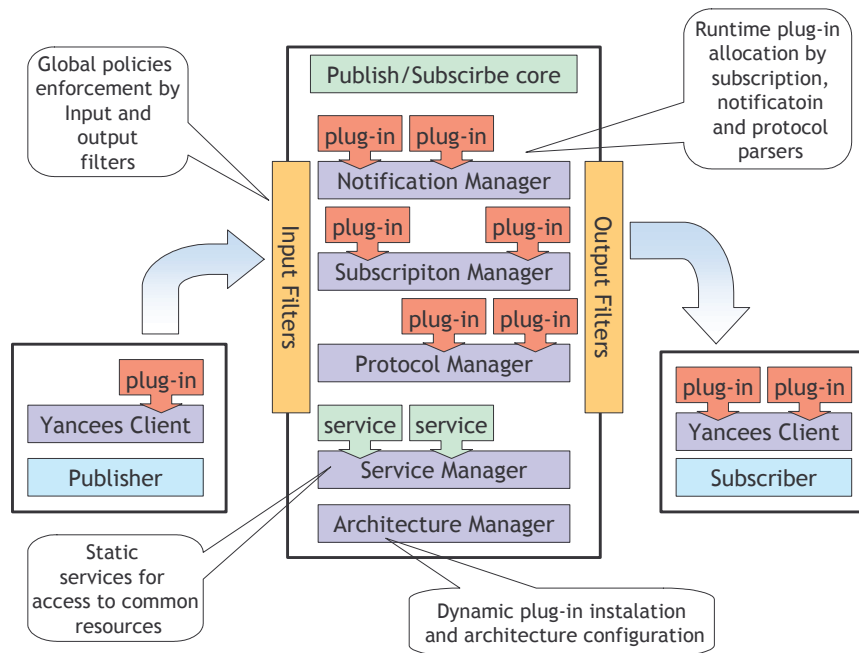 Global policies
enforcement by
Input and
output
filters
Publish/Subscirbe core
Runtime plug-in
allocation by
subscription,
notificatoin
and protocol
parsers
plug-in
plug-in
Notification Manager
plug-in
plug-in
Subscripiton Manager
plug-in
plug-in
Protocol Manager
Input Filters
Output Filters
service
service
Service Manager
Architecture Manager
plug-in
Yancees Client
Publisher
plug-in
plug-in
Yancees Client
Subscriber
Static
services for
access to common
resources
Dynamic plug-in instalation
and architecture configuration